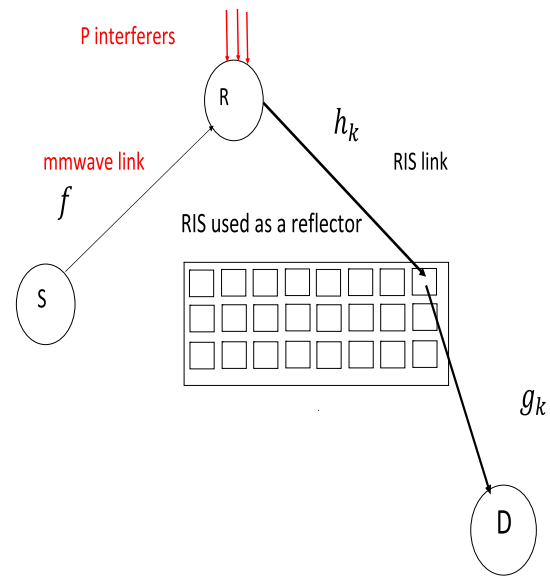 P interferers
R
h_k
mmwave link
RIS link
f
RIS used as a reflector
S
g_k
D